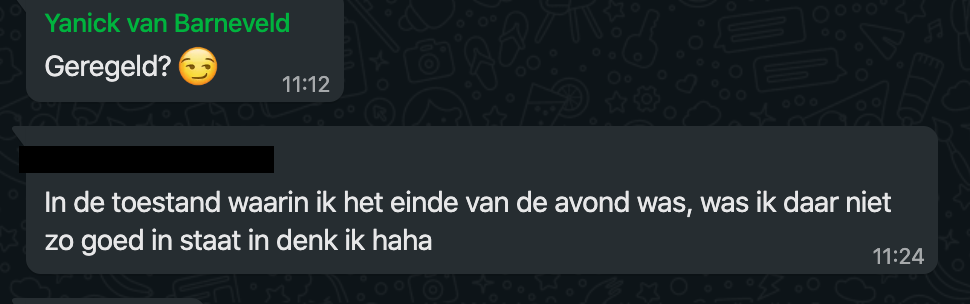 Yanick van Barneveld
Geregeld? 😏
11:12
In de toestand waarin ik het einde van de avond was, was ik daar niet
zo goed in staat in denk ik haha
11:24